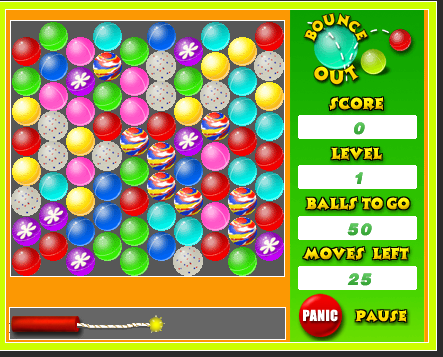 BOUNCE
OUT
SCORE
0
LEVEL
1
BALLS TO GO
50
MOVES LEFT
25
PANIC
PAUSE